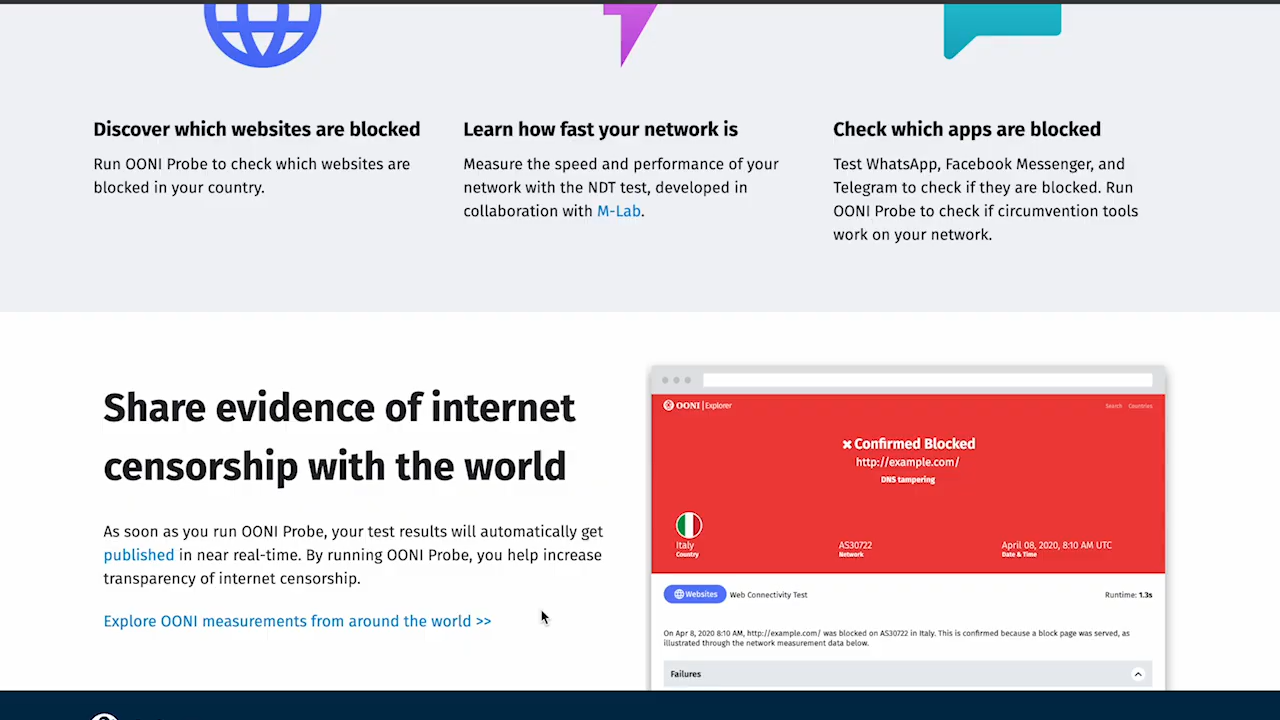 Discover which websites are blocked
Run OONI Probe to check which websites are
blocked in your country.
Learn how fast your network is
Measure the speed and performance of your
network with the NDT test, developed in
collaboration with M-Lab.
Check which apps are blocked
Test WhatsApp, Facebook Messenger, and
Telegram to check if they are blocked. Run
OONI Probe to check if circumvention tools
work on your network.
Share evidence of internet
censorship with the world
As soon as you run OONI Probe, your test results will automatically get
published in near real-time. By running OONI Probe, you help increase
transparency of internet censorship.
Explore OONI measurements from around the world >>
OONI | Explorer
Search Countries
✖ Confirmed Blocked
http://example.com/
DNS tampering
Italy
Country
AS30722
Network
April 08, 2020, 8:10 AM UTC
Date & Time
Websites Web Connectivity Test
Runtime: 1.3s
On Apr 8, 2020 8:10 AM, http://example.com/ was blocked on AS30722 in Italy. This is confirmed because a block page was served, as
illustrated through the network measurement data below.
Failures